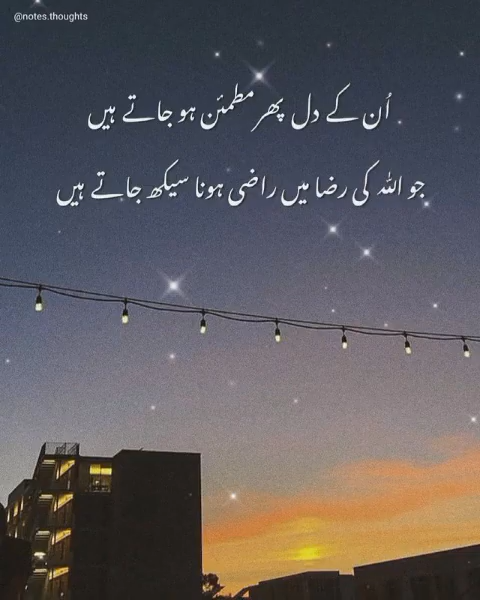 @notes.thoughts
اُن کے دل پھر مطمئن ہو جاتے ہیں
جو اللہ کی رضا میں راضی ہونا سیکھ جاتے ہیں